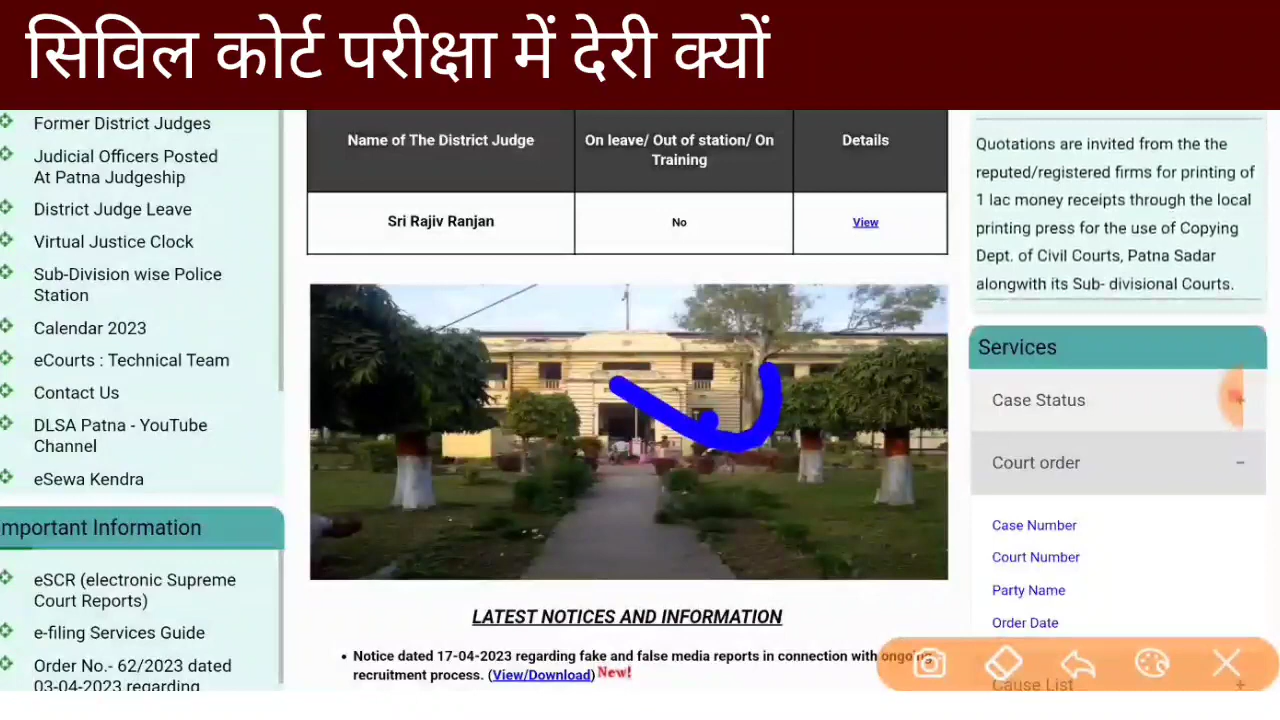 सिविल कोर्ट परीक्षा में देरी क्यों
Former District Judges
Judicial Officers Posted
At Patna Judgeship
District Judge Leave
Virtual Justice Clock
Sub-Division wise Police
Station
Calendar 2023
eCourts : Technical Team
Contact Us
DLSA Patna - YouTube
Channel
eSewa Kendra
mportant Information
eSCR (electronic Supreme
Court Reports)
e-filing Services Guide
Order No.- 62/2023 dated
03-04-2023 regarding
Name of The District Judge
On leave/ Out of station/ On
Training
Details
Sri Rajiv Ranjan
No
View
LATEST NOTICES AND INFORMATION
• Notice dated 17-04-2023 regarding fake and false media reports in connection with ongoing
recruitment process. (View/Download) New!
Quotations are invited from the the
reputed/registered firms for printing of
1 lac money receipts through the local
printing press for the use of Copying
Dept. of Civil Courts, Patna Sadar
alongwith its Sub- divisional Courts.
Services
Case Status +
Court order −
Case Number
Court Number
Party Name
Order Date
Cause List +